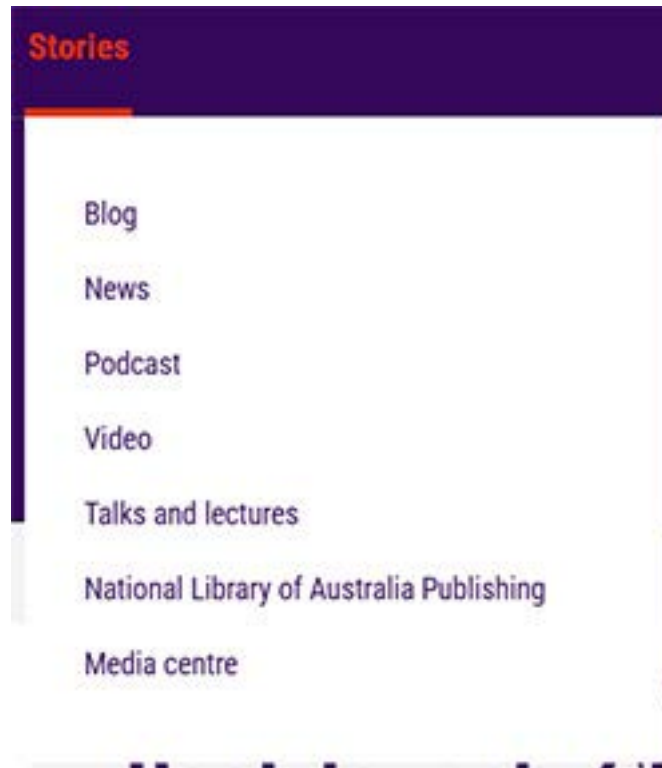 Stories
Blog
News
Podcast
Video
Talks and lectures
National Library of Australia Publishing
Media centre